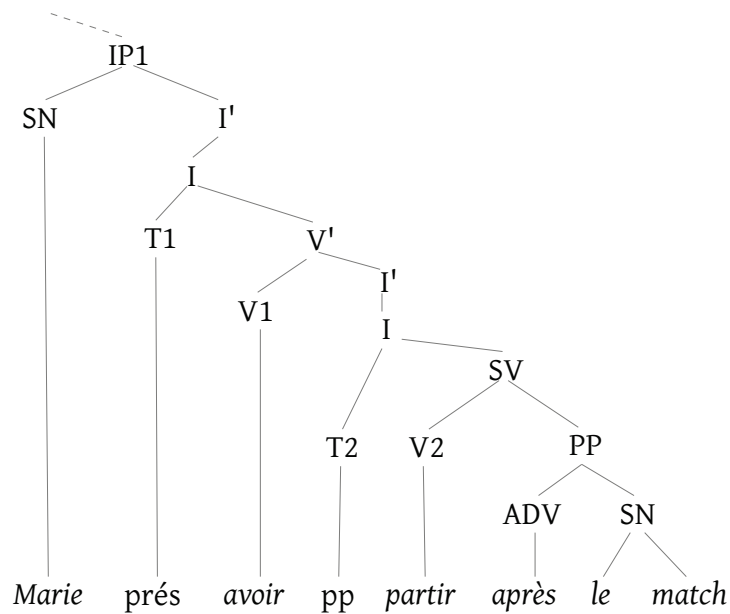 IP1
SN I'
I
T1 V'
I'
V1
I
SV
T2 V2 PP
ADV SN
Marie prés avoir pp partir après le match